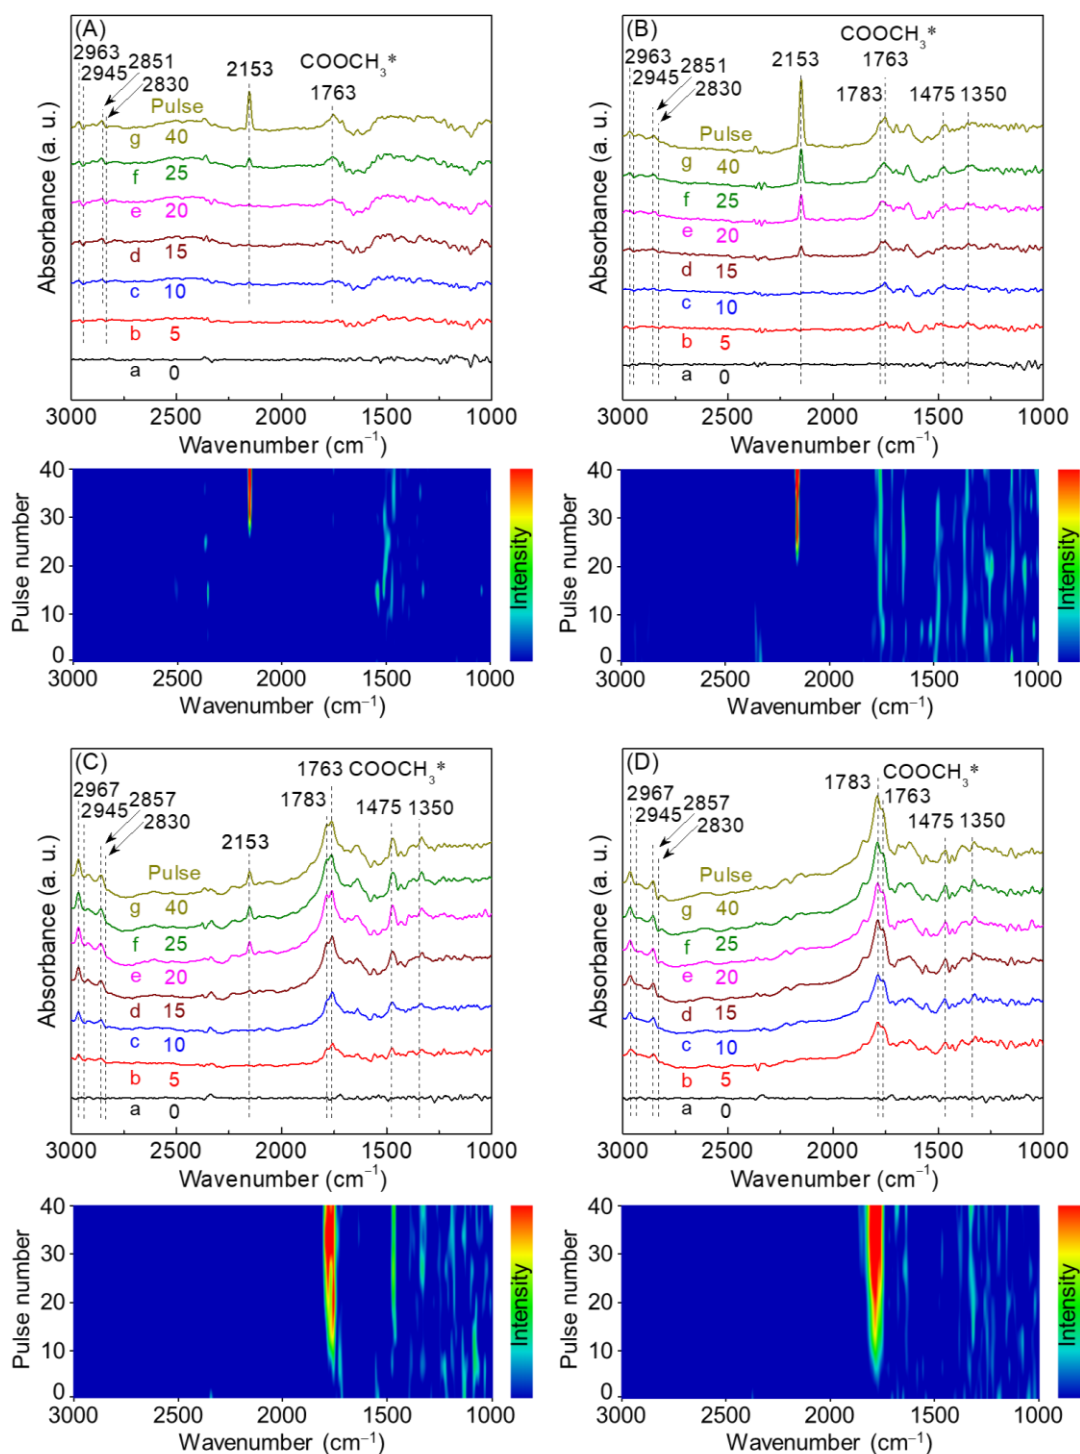 (A)
COOCH3*
2963
2851
2945
2830
2153
1763
Pulse
g 40
f 25
e 20
d 15
c 10
b 5
a 0
Absorbance (a. u.)
3000 2500 2000 1500 1000
Wavenumber (cm−1)
40
30
20
10
0
Pulse number
Intensity
3000 2500 2000 1500 1000
Wavenumber (cm−1)
(B)
COOCH3*
2963
2851
2945
2830
2153
1763
1783
1475 1350
Pulse
g 40
f 25
e 20
d 15
c 10
b 5
a 0
Absorbance (a. u.)
3000 2500 2000 1500 1000
Wavenumber (cm−1)
40
30
20
10
0
Pulse number
Intensity
3000 2500 2000 1500 1000
Wavenumber (cm−1)
(C)
1763 COOCH3*
2967
2945
2857
2830
2153
1783
1475 1350
Pulse
g 40
f 25
e 20
d 15
c 10
b 5
a 0
Absorbance (a. u.)
3000 2500 2000 1500 1000
Wavenumber (cm−1)
40
30
20
10
0
Pulse number
Intensity
3000 2500 2000 1500 1000
Wavenumber (cm−1)
(D)
COOCH3*
1783
1763
2967
2945
2857
2830
1475 1350
Pulse
g 40
f 25
e 20
d 15
c 10
b 5
a 0
Absorbance (a. u.)
3000 2500 2000 1500 1000
Wavenumber (cm−1)
40
30
20
10
0
Pulse number
Intensity
3000 2500 2000 1500 1000
Wavenumber (cm−1)